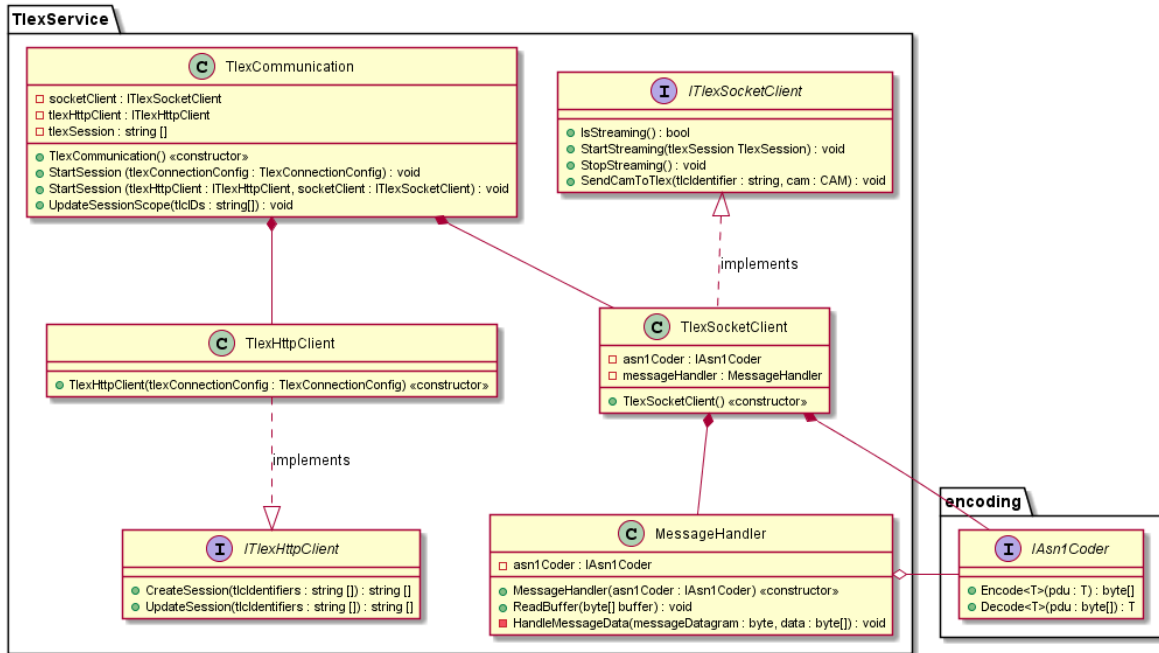 TlexService
C TlexCommunication
socketClient : ITlexSocketClient
tlexHttpClient : ITlexHttpClient
tlexSession : string []
TlexCommunication() «constructor»
StartSession (tlexConnectionConfig : TlexConnectionConfig) : void
StartSession (tlexHttpClient : ITlexHttpClient, socketClient : ITlexSocketClient) : void
UpdateSessionScope(tlcIDs : string[]) : void
I ITlexSocketClient
IsStreaming() : bool
StartStreaming(tlexSession TlexSession) : void
StopStreaming() : void
SendCamToTlex(tlcIdentifier : string, cam : CAM) : void
implements
C TlexHttpClient
TlexHttpClient(tlexConnectionConfig : TlexConnectionConfig) «constructor»
C TlexSocketClient
asn1Coder : IAsn1Coder
messageHandler : MessageHandler
TlexSocketClient() «constructor»
implements
I ITlexHttpClient
CreateSession(tlcIdentifiers : string []) : string []
UpdateSession(tlcIdentifiers : string []) : string []
C MessageHandler
asn1Coder : IAsn1Coder
MessageHandler(asn1Coder : IAsn1Coder) «constructor»
ReadBuffer(byte[] buffer) : void
HandleMessageData(messageDatagram : byte, data : byte[]) : void
encoding
I IAsn1Coder
Encode<T>(pdu : T) : byte[]
Decode<T>(pdu : byte[]) : T